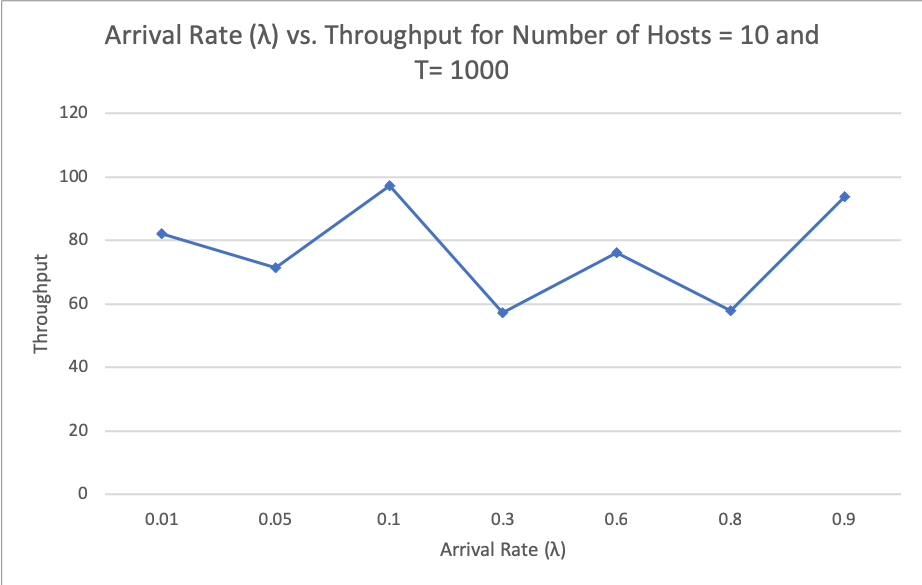 Arrival Rate (λ) vs. Throughput for Number of Hosts = 10 and
T= 1000
120
100
80
60
40
20
0
Throughput
0.01 0.05 0.1 0.3 0.6 0.8 0.9
Arrival Rate (λ)